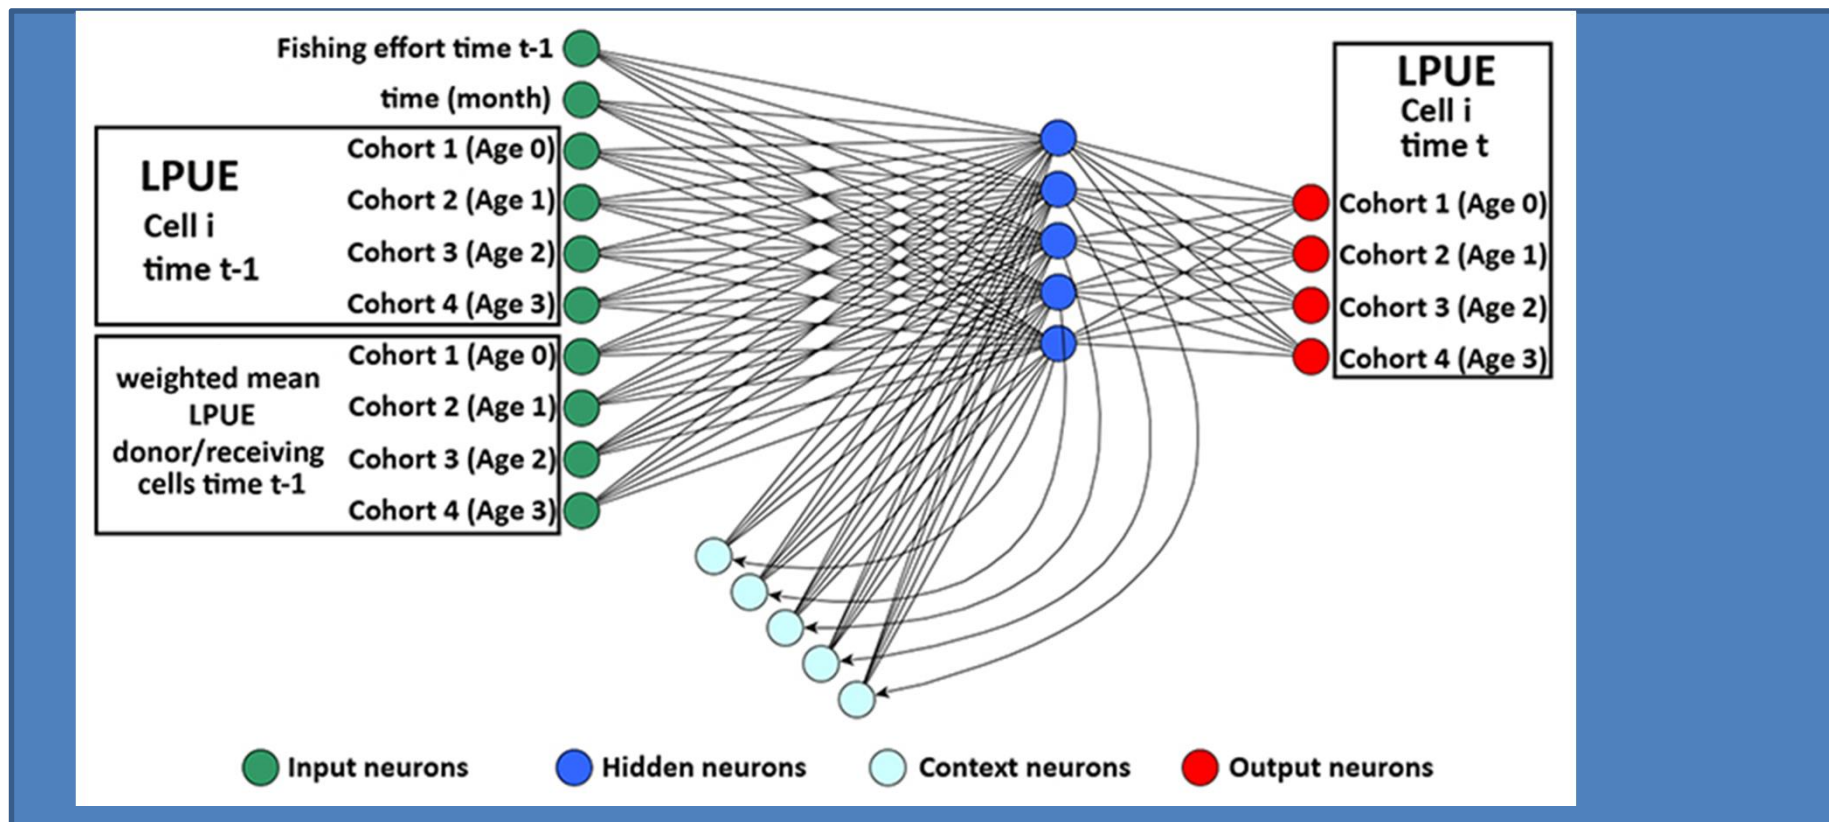 Fishing effort time t-1
time (month)
LPUE
Cell i
time t-1
Cohort 1 (Age 0)
Cohort 2 (Age 1)
Cohort 3 (Age 2)
Cohort 4 (Age 3)
weighted mean
LPUE
donor/receiving
cells time t-1
Cohort 1 (Age 0)
Cohort 2 (Age 1)
Cohort 3 (Age 2)
Cohort 4 (Age 3)
LPUE
Cell i
time t
Cohort 1 (Age 0)
Cohort 2 (Age 1)
Cohort 3 (Age 2)
Cohort 4 (Age 3)
Input neurons
Hidden neurons
Context neurons
Output neurons